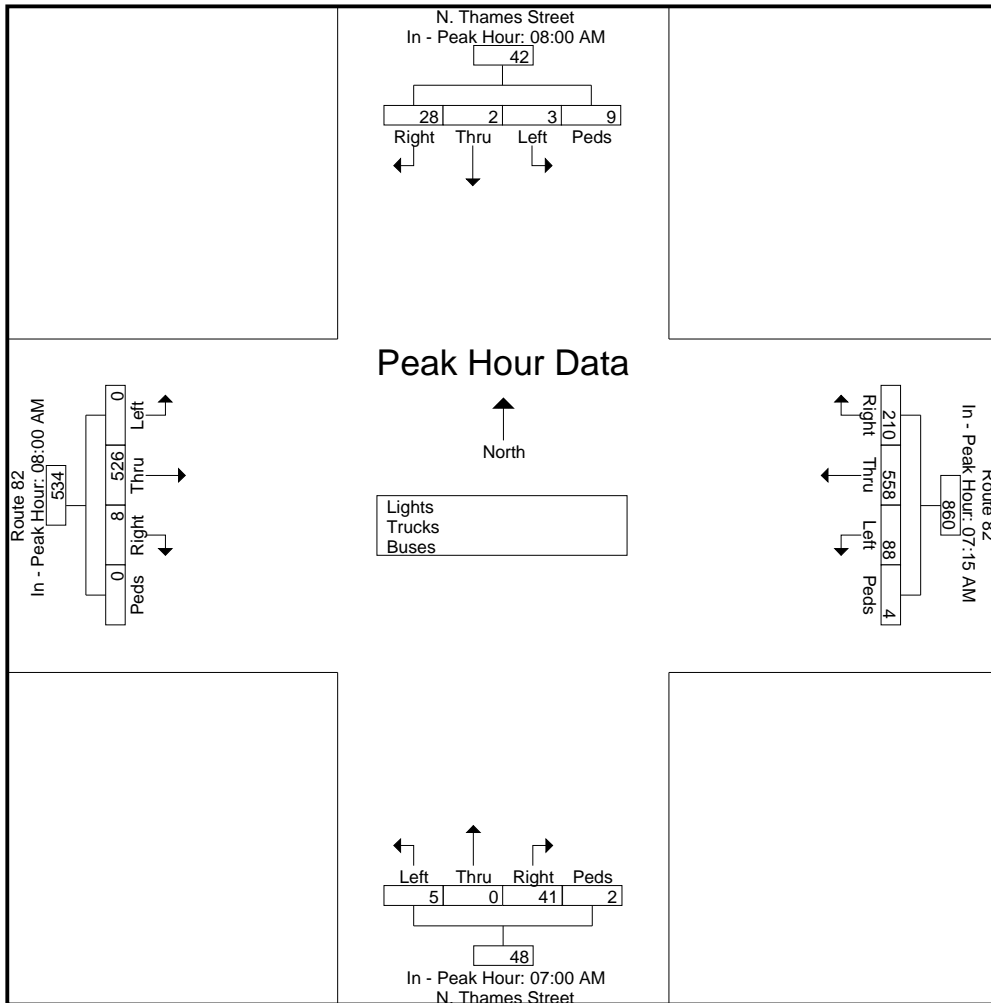 N. Thames Street
In - Peak Hour: 08:00 AM
42
28 2 3 9
Right Thru Left Peds
Peak Hour Data
North
Lights
Trucks
Buses
Route 82
In - Peak Hour: 08:00 AM
534
0 526 8 0
Left Thru Right Peds
Route 82
In - Peak Hour: 07:15 AM
860
210 558 88 4
Right Thru Left Peds
Left Thru Right Peds
5 0 41 2
48
In - Peak Hour: 07:00 AM
N. Thames Street